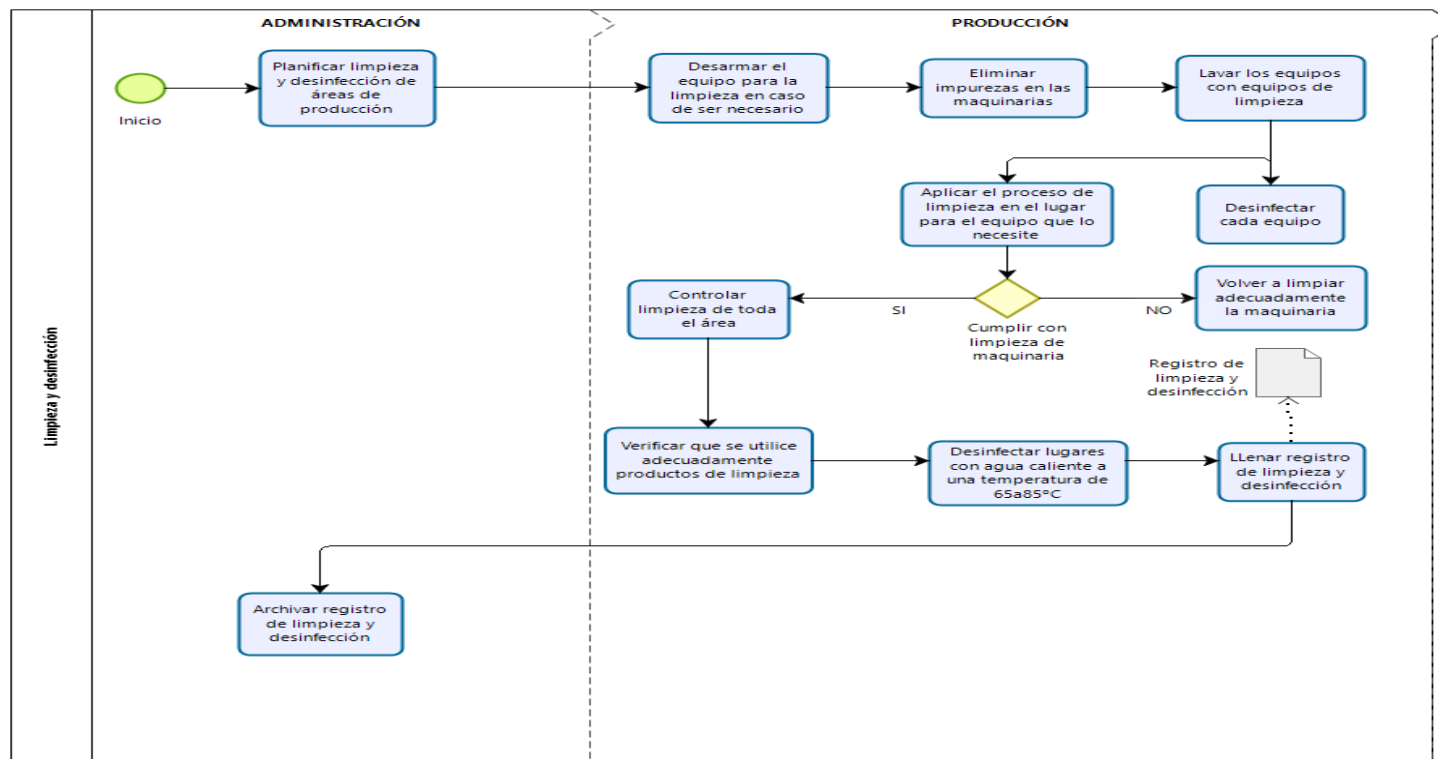 Limpieza y desinfección
ADMINISTRACIÓN
PRODUCCIÓN
Inicio
Planificar limpieza
y desinfección de
áreas de
producción
Desarmar el
equipo para la
limpieza en caso
de ser necesario
Eliminar
impurezas en las
maquinarias
Lavar los equipos
con equipos de
limpieza
Aplicar el proceso de
limpieza en el lugar
para el equipo que lo
necesite
Desinfectar
cada equipo
Controlar
limpieza de toda
el área
SI
Cumplir con
limpieza de
maquinaria
NO
Volver a limpiar
adecuadamente
la maquinaria
Registro de
limpieza y
desinfección
Verificar que se utilice
adecuadamente
productos de limpieza
Desinfectar lugares
con agua caliente a
una temperatura de
65a85°C
LLenar registro
de limpieza y
desinfección
Archivar registro
de limpieza y
desinfección